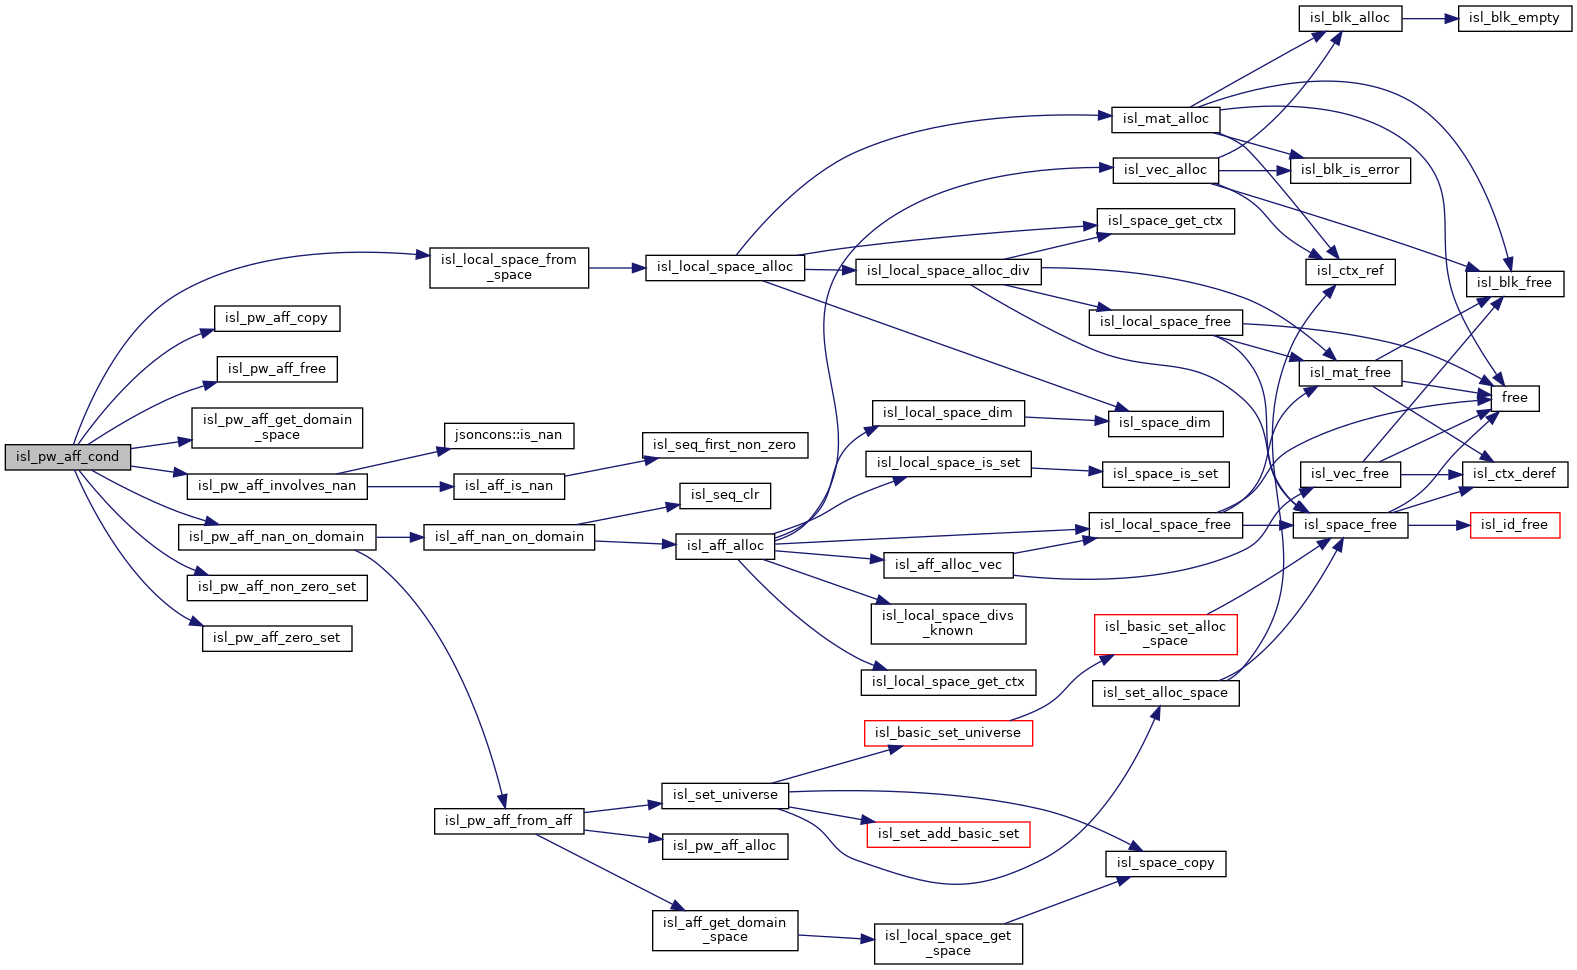 isl_blk_alloc
isl_blk_empty
isl_mat_alloc
isl_vec_alloc
isl_blk_is_error
isl_space_get_ctx
isl_local_space_from
_space
isl_local_space_alloc
isl_local_space_alloc_div
isl_ctx_ref
isl_blk_free
isl_pw_aff_copy
isl_local_space_free
isl_pw_aff_free
isl_mat_free
free
isl_pw_aff_get_domain
_space
isl_local_space_dim
isl_space_dim
jsoncons::is_nan
isl_seq_first_non_zero
isl_pw_aff_cond
isl_local_space_is_set
isl_space_is_set
isl_vec_free
isl_ctx_deref
isl_pw_aff_involves_nan
isl_aff_is_nan
isl_seq_clr
isl_pw_aff_nan_on_domain
isl_aff_nan_on_domain
isl_aff_alloc
isl_local_space_free
isl_space_free
isl_id_free
isl_aff_alloc_vec
isl_pw_aff_non_zero_set
isl_local_space_divs
_known
isl_basic_set_alloc
_space
isl_pw_aff_zero_set
isl_local_space_get_ctx
isl_set_alloc_space
isl_basic_set_universe
isl_set_universe
isl_pw_aff_from_aff
isl_set_add_basic_set
isl_pw_aff_alloc
isl_space_copy
isl_aff_get_domain
_space
isl_local_space_get
_space